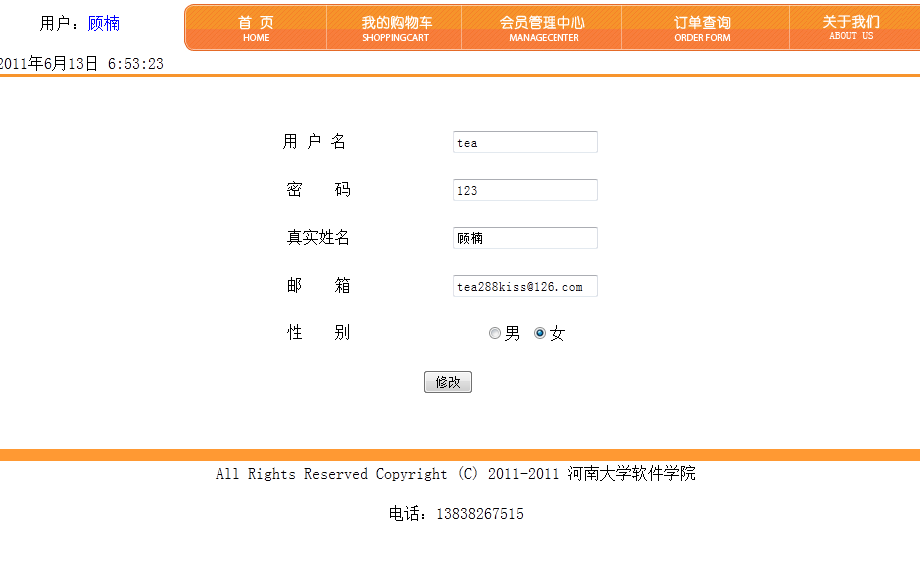 用户：顾楠
首 页 我的购物车 会员管理中心 订单查询 关于我们
HOME SHOPPINGCART MANAGECENTER ORDER FORM ABOUT US
2011年6月13日 6:53:23
用 户 名 tea
密 码 123
真实姓名 顾楠
邮 箱 tea288kiss@126.com
性 别 男 女
修改
All Rights Reserved Copyright (C) 2011-2011 河南大学软件学院
电话：13838267515